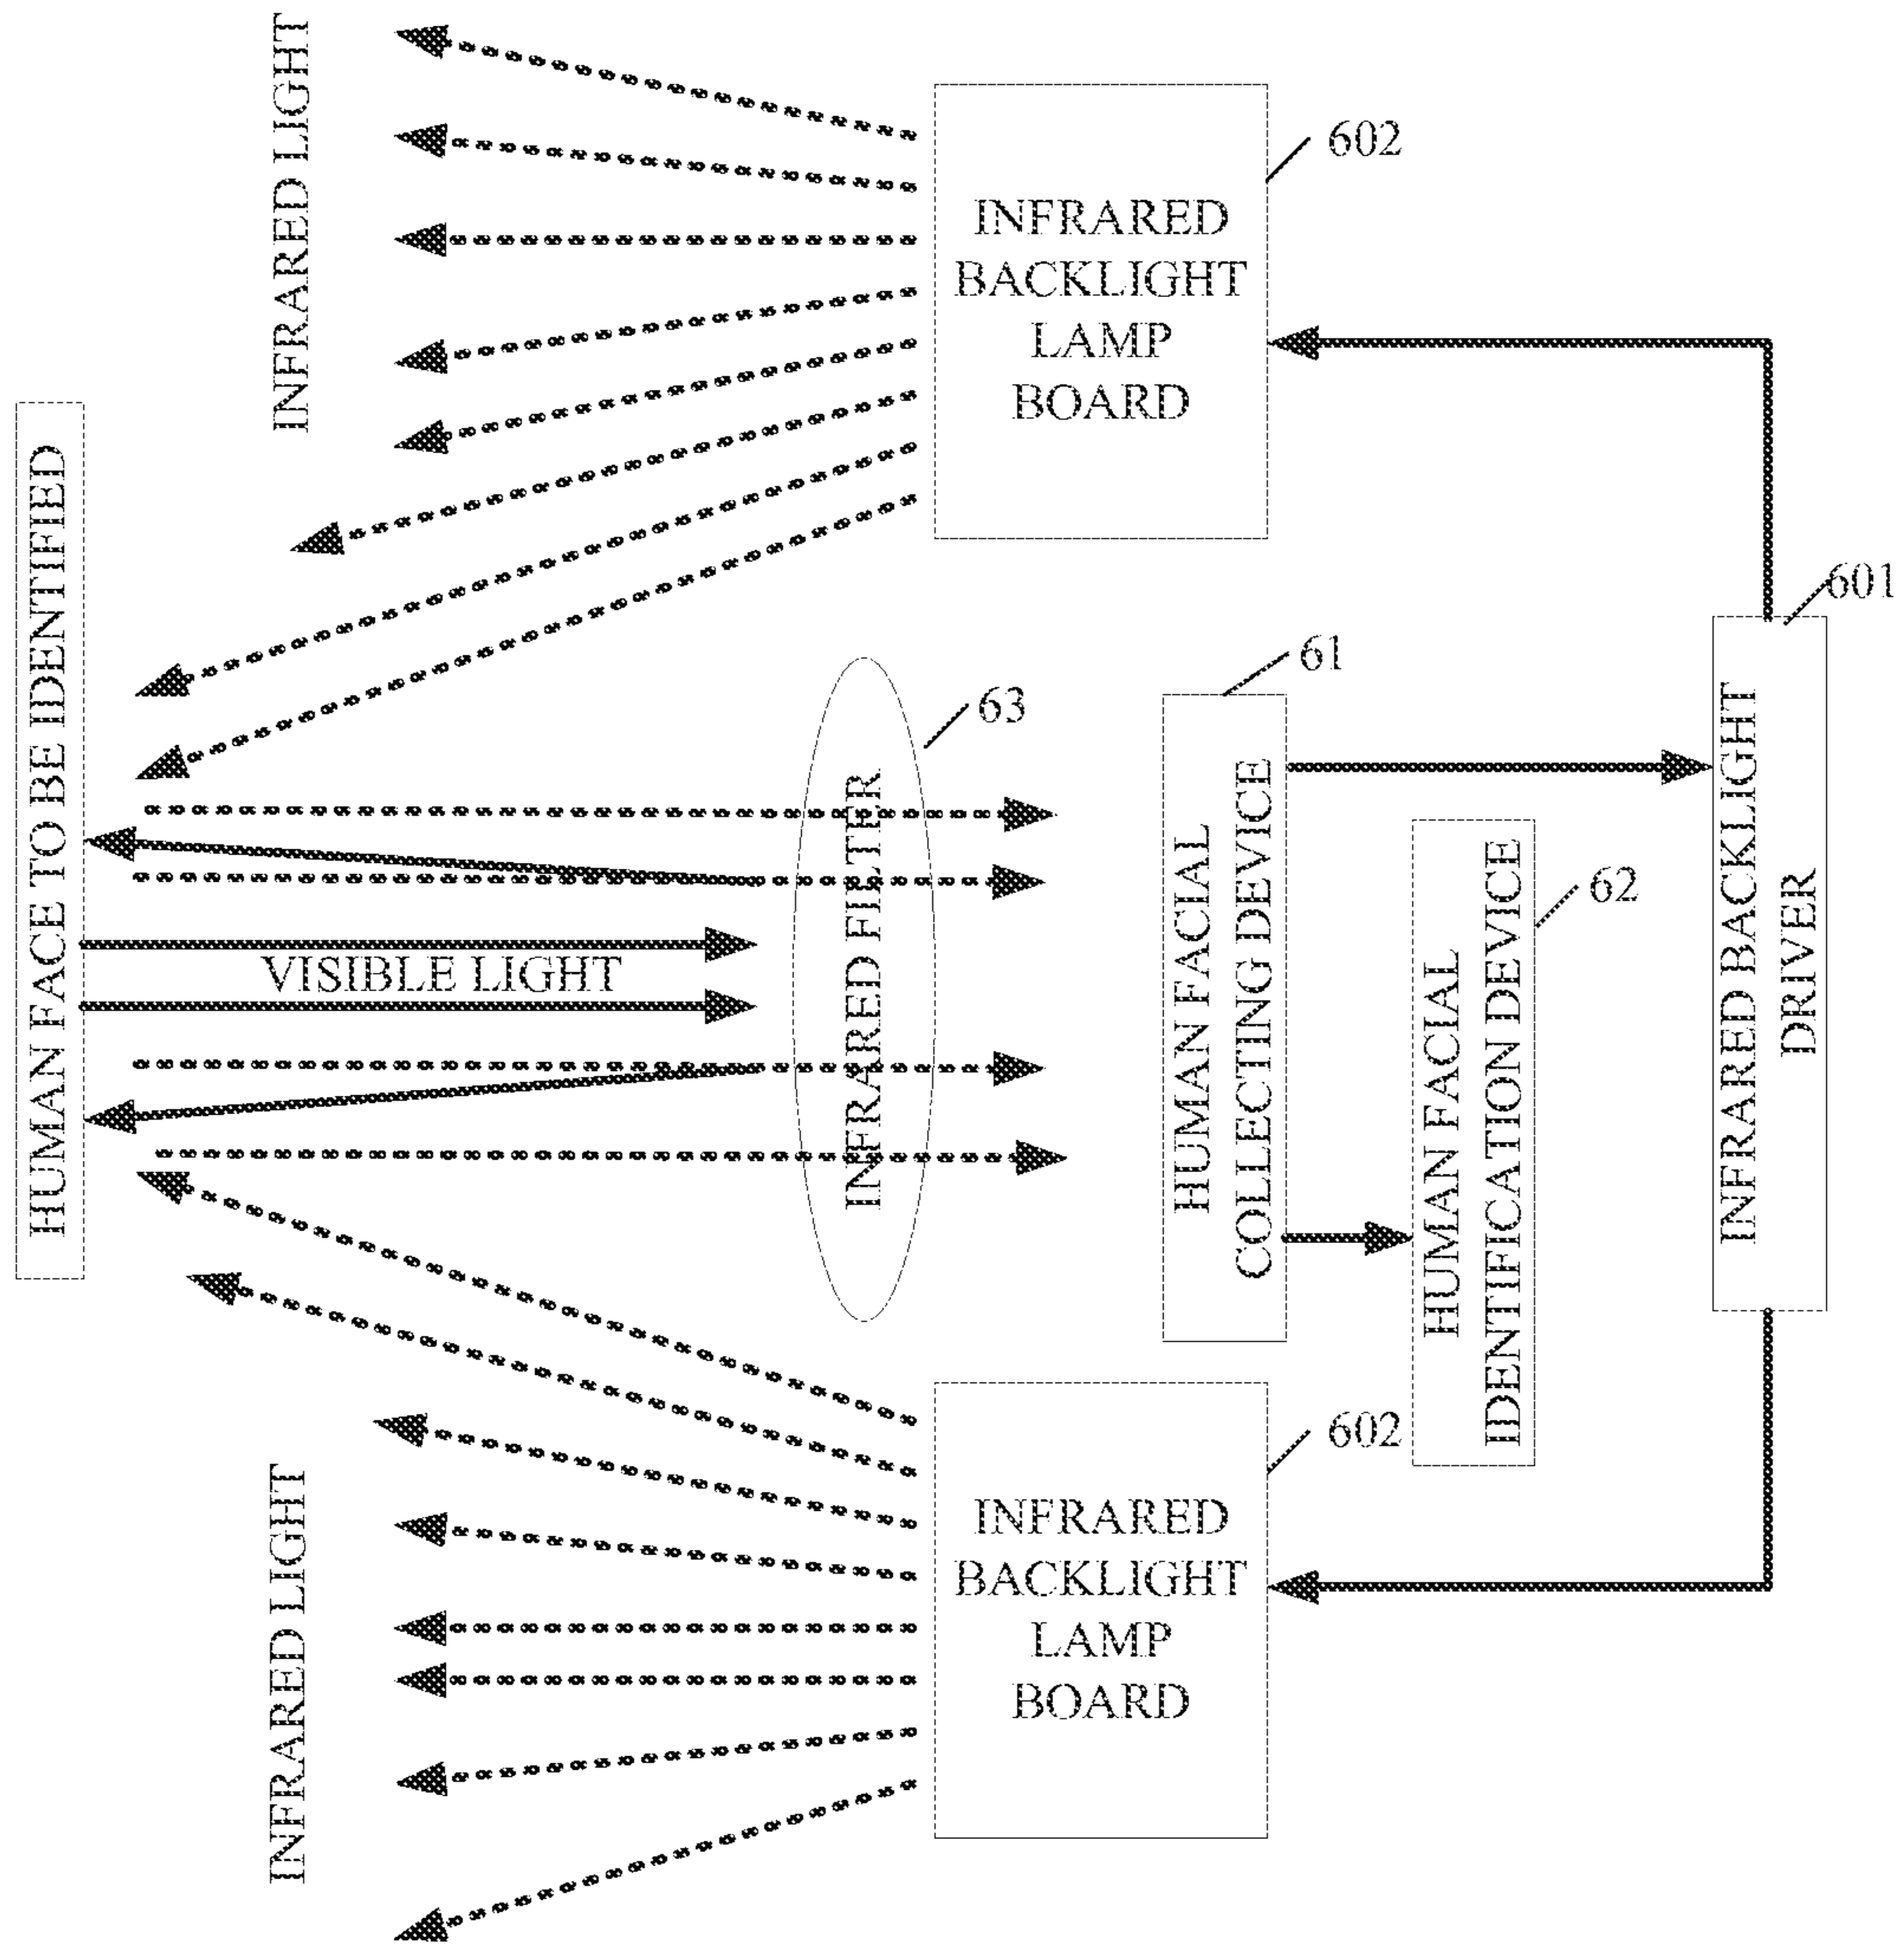 INFRARED LIGHT
602
INFRARED
BACKLIGHT
LAMP
BOARD
HUMAN FACE TO BE IDENTIFIED
601
61
63
INFRARED FILTER
HUMAN FACIAL
COLLECTING DEVICE
62
HUMAN FACIAL
IDENTIFICATION DEVICE
INFRARED BACKLIGHT
DRIVER
VISIBLE LIGHT
602
INFRARED
BACKLIGHT
LAMP
BOARD
INFRARED LIGHT